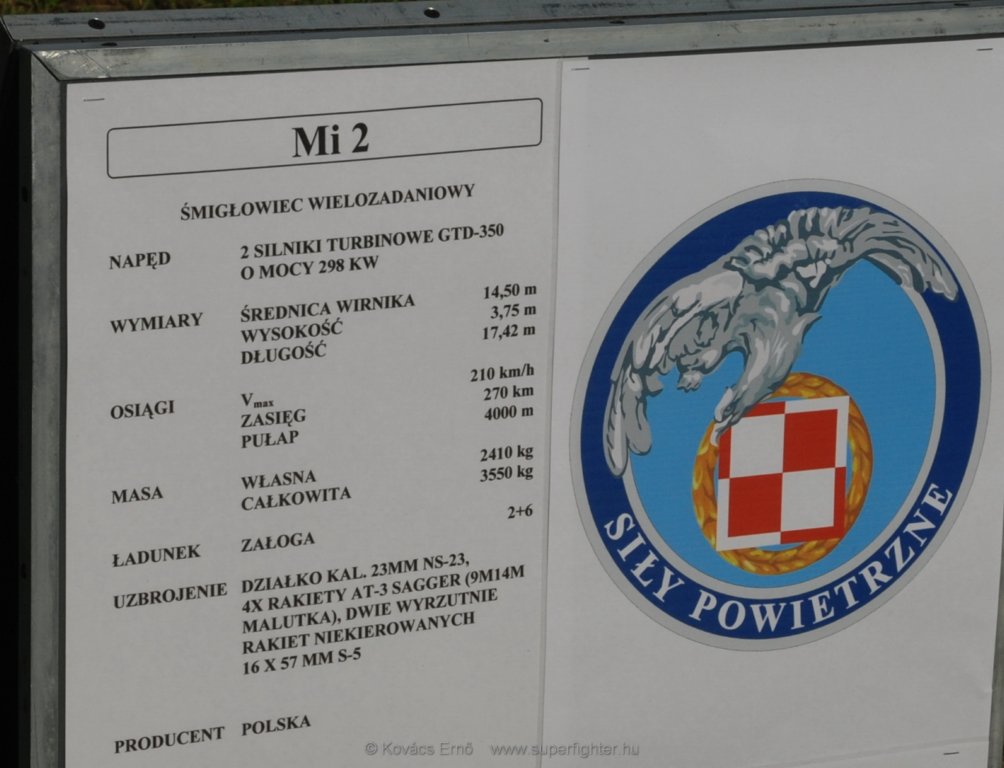 Mi 2
ŚMIGŁOWIEC WIELOZADANIOWY
NAPĘD 2 SILNIKI TURBINOWE GTD-350
O MOCY 298 KW
WYMIARY ŚREDNICA WIRNIKA 14,50 m
WYSOKOŚĆ 3,75 m
DŁUGOŚĆ 17,42 m
OSIĄGI Vmax 210 km/h
ZASIĘG 270 km
PUŁAP 4000 m
MASA WŁASNA 2410 kg
CAŁKOWITA 3550 kg
ŁADUNEK ZAŁOGA 2+6
UZBROJENIE DZIAŁKO KAL. 23MM NS-23,
4X RAKIETY AT-3 SAGGER (9M14M
MALUTKA), DWIE WYRZUTNIE
RAKIET NIEKIEROWANYCH
16 X 57 MM S-5
PRODUCENT POLSKA
SIŁY POWIETRZNE
© Kovács Ernő www.superfighter.hu